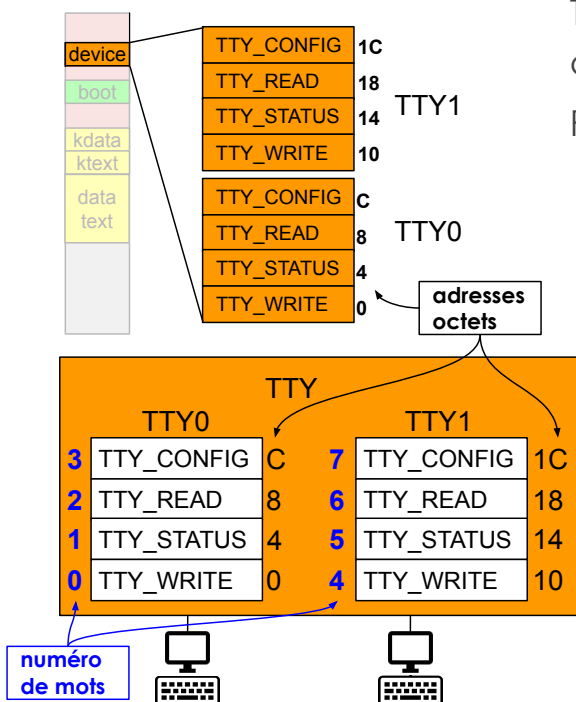 device
boot
kdata
ktext
data
text
TTY_CONFIG 1C
TTY_READ 18
TTY_STATUS 14
TTY_WRITE 10
TTY1
TTY_CONFIG C
TTY_READ 8
TTY_STATUS 4
TTY_WRITE 0
TTY0
adresses
octets
TTY
TTY0 TTY1
3 TTY_CONFIG C 7 TTY_CONFIG 1C
2 TTY_READ 8 6 TTY_READ 18
1 TTY_STATUS 4 5 TTY_STATUS 14
0 TTY_WRITE 0 4 TTY_WRITE 10
numéro
de mots